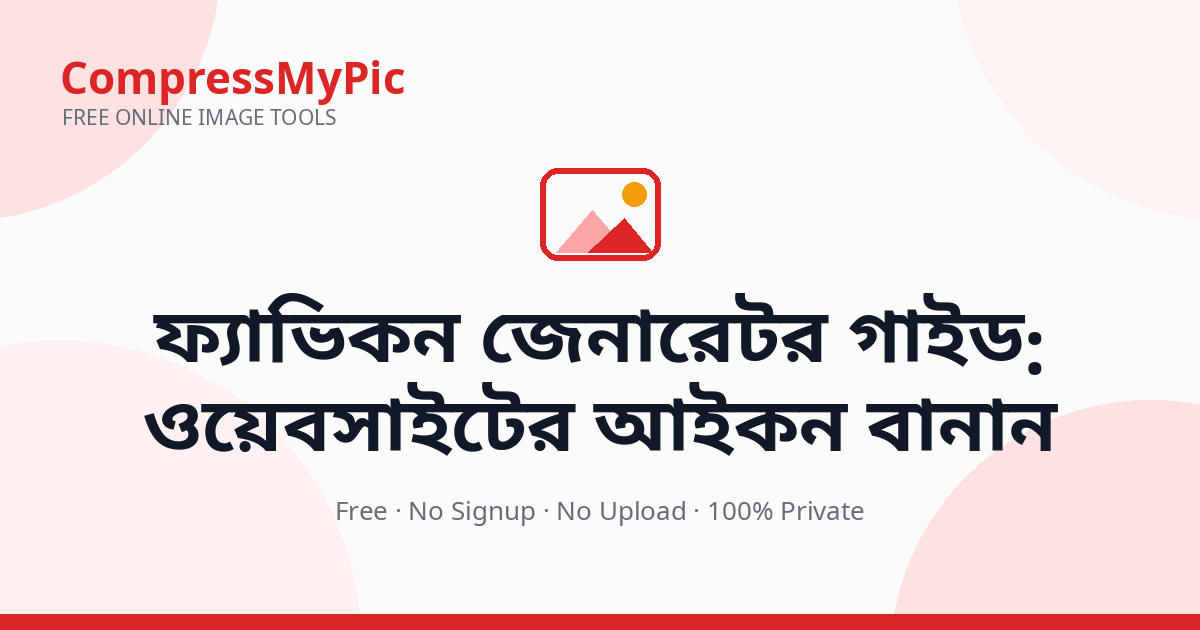 CompressMyPic
FREE ONLINE IMAGE TOOLS
ফ্যাভিকন জেনারেটর গাইড:
ওয়েবসাইটের আইকন বানান
Free · No Signup · No Upload · 100% Private